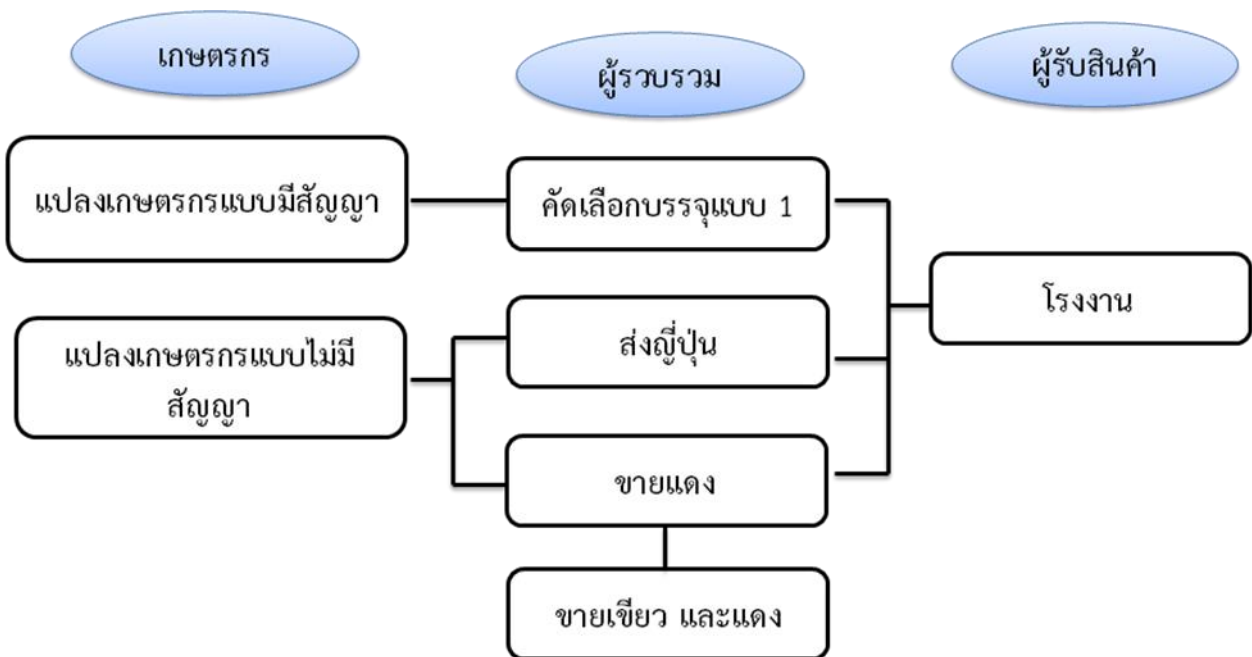 เกษตรกร
ผู้รวบรวม
ผู้รับสินค้า
แปลงเกษตรกรแบบมีสัญญา
คัดเลือกบรรจุแบบ 1
โรงงาน
แปลงเกษตรกรแบบไม่มี
สัญญา
ส่งญี่ปุ่น
ขายแดง
ขายเขียว และแดง